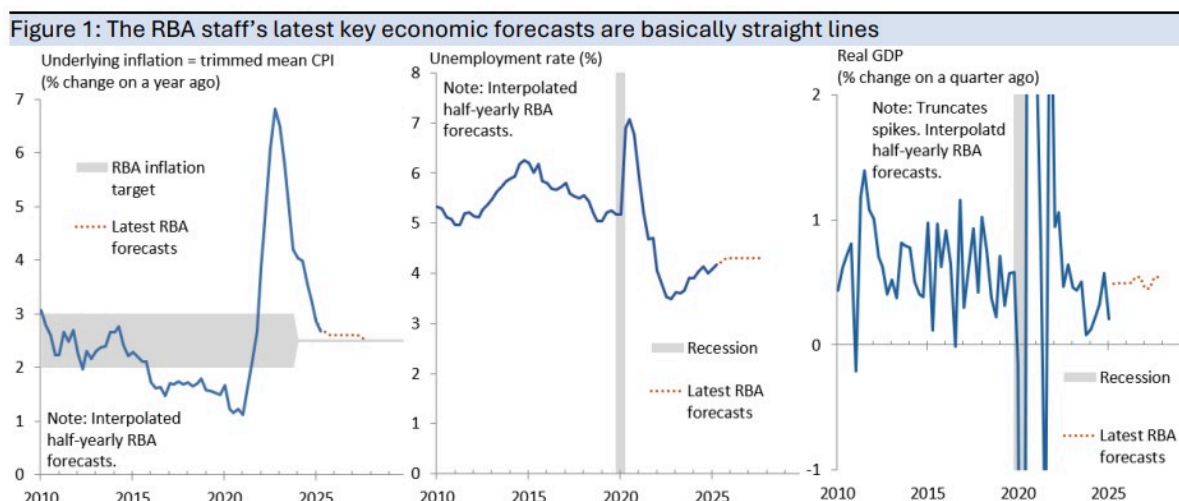 Figure 1: The RBA staff's latest key economic forecasts are basically straight lines
Underlying inflation = trimmed mean CPI
(% change on a year ago)
7
6
5
4
3
2
1
0
RBA inflation
target
Latest RBA
forecasts
Note: Interpolated
half-yearly RBA
forecasts.
2010 2015 2020 2025
Unemployment rate (%)
8
7
6
5
4
3
2
1
0
Note: Interpolated
half-yearly RBA
forecasts.
Recession
Latest RBA
forecasts
2010 2015 2020 2025
Real GDP
(% change on a quarter ago)
2
1
0
-1
Note: Truncates
spikes. Interpolatd
half-yearly RBA
forecasts.
Recession
Latest RBA
forecasts
2010 2015 2020 2025